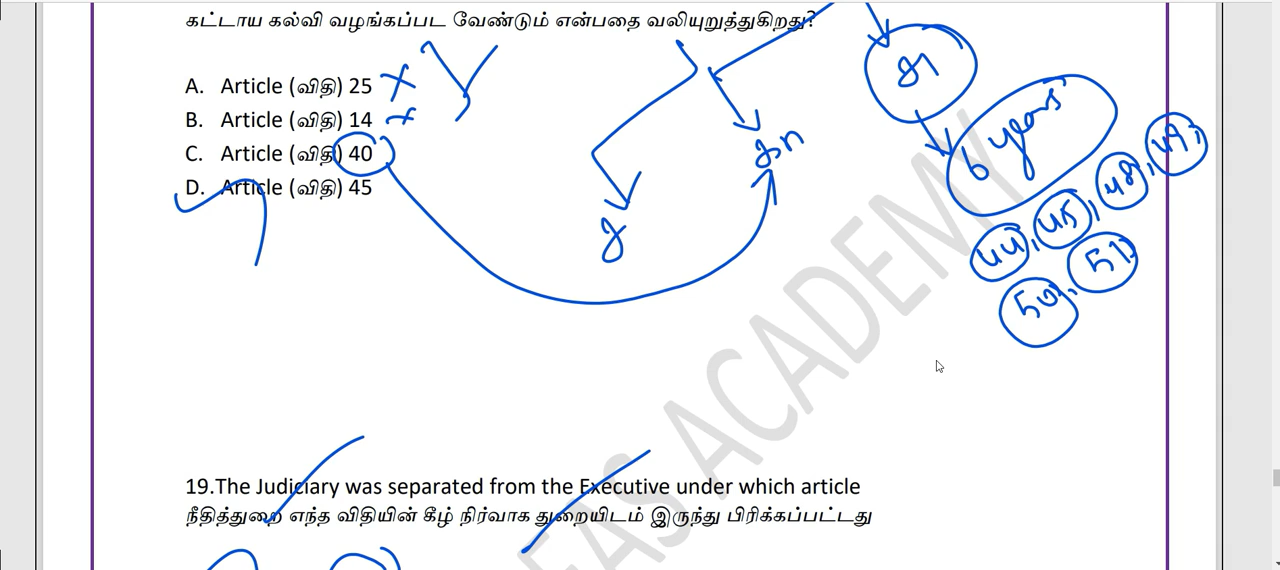 கட்டாய கல்வி வழங்கப்பட வேண்டும் என்பதை வலியுறுத்துகிறது?
A. Article (விதி) 25
B. Article (விதி) 14
C. Article (விதி) 40
D. Article (விதி) 45
6 years
44, 45, 48, 49
50, 51
EAS ACADEMY
19.The Judiciary was separated from the Executive under which article
நீதித்துறை எந்த விதியின் கீழ் நிர்வாக துறையிடம் இருந்து பிரிக்கப்பட்டது